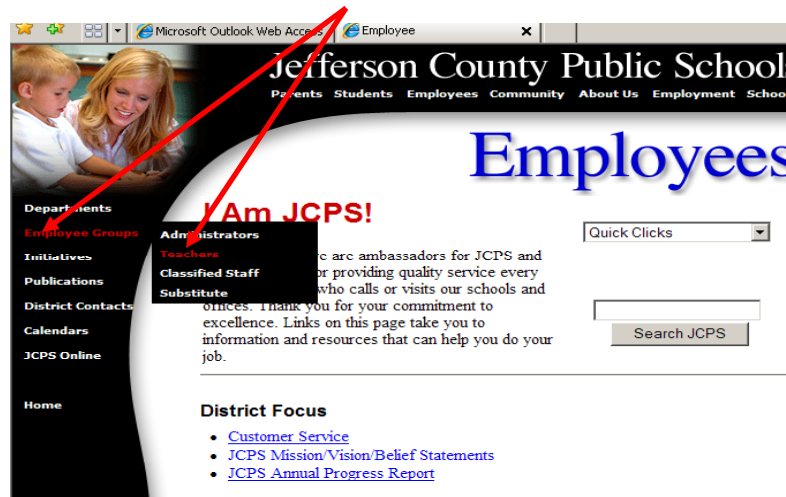 Microsoft Outlook Web Access Employee x
Jefferson County Public School
Parents Students Employees Community About Us Employment Schoo
Employees
I Am JCPS!
Departments
Employee Groups
Initiatives
Publications
District Contacts
Calendars
JCPS Online
Home
Administrators
Teachers
Classified Staff
Substitute
Quick Clicks
arc ambassadors for JCPS and
providing quality service every
who calls or visits our schools and
offices. Thank you for your commitment to
excellence. Links on this page take you to
information and resources that can help you do your
job.
Search JCPS
District Focus
• Customer Service
• JCPS Mission/Vision/Belief Statements
• JCPS Annual Progress Report